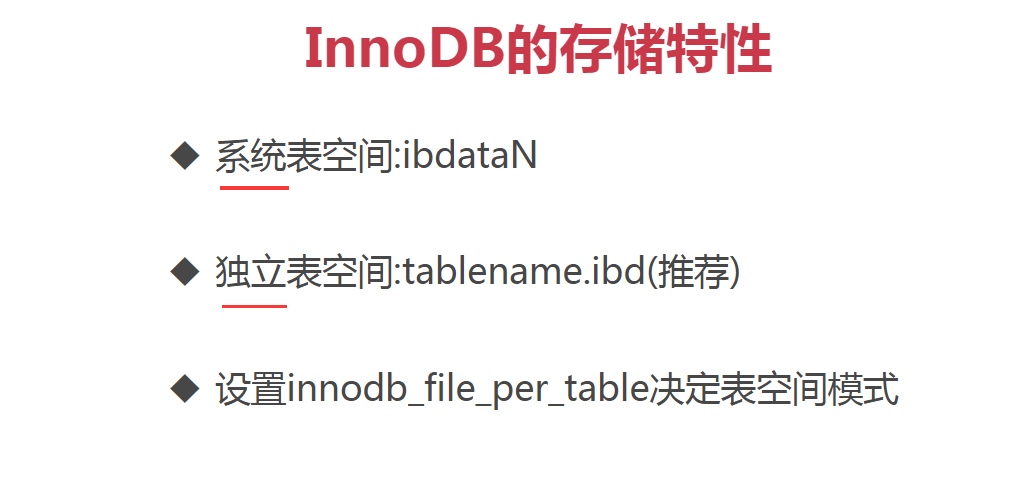 InnoDB的存储特性
◆ 系统表空间:ibdataN
◆ 独立表空间:tablename.ibd(推荐)
◆ 设置innodb_file_per_table决定表空间模式